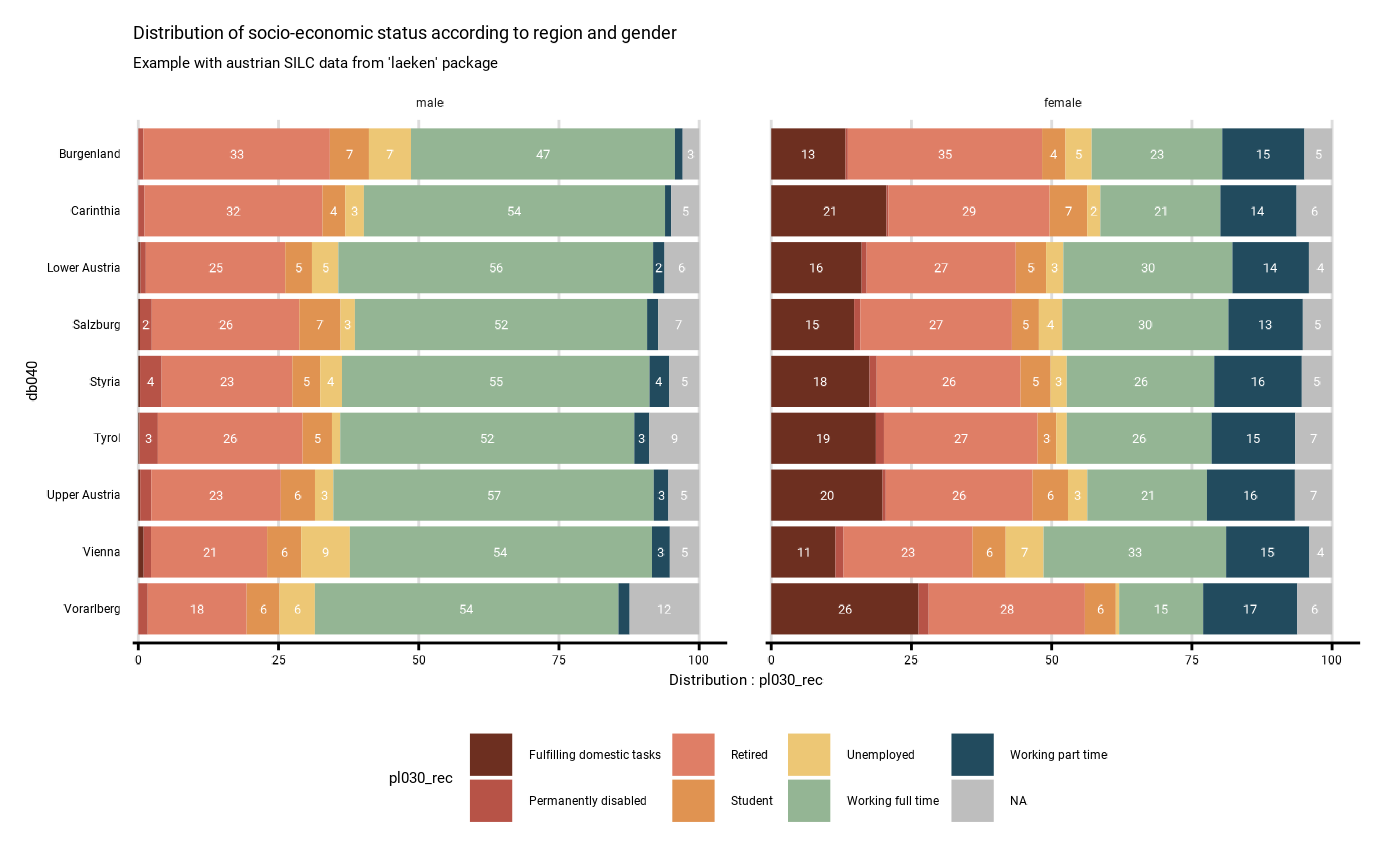 Distribution of socio-economic status according to region and gender
Example with austrian SILC data from 'laeken' package
male female
Burgenland 33 7 7 47 3 13 35 4 5 23 15 5
Carinthia 32 4 3 54 5 21 29 7 2 21 14 6
Lower Austria 25 5 5 56 2 6 16 27 5 3 30 14 4
Salzburg 2 26 7 3 52 7 15 27 5 4 30 13 5
db040
Styria 4 23 5 4 55 4 5 18 26 5 3 26 16 5
Tyrol 3 26 5 52 3 9 19 27 3 26 15 7
Upper Austria 23 6 3 57 3 5 20 26 6 3 21 16 7
Vienna 21 6 9 54 3 5 11 23 6 7 33 15 4
Vorarlberg 18 6 6 54 12 26 28 6 15 17 6
0 25 50 75 100 0 25 50 75 100
Distribution : pl030_rec
pl030_rec
Fulfilling domestic tasks Retired Unemployed Working part time
Permanently disabled Student Working full time NA